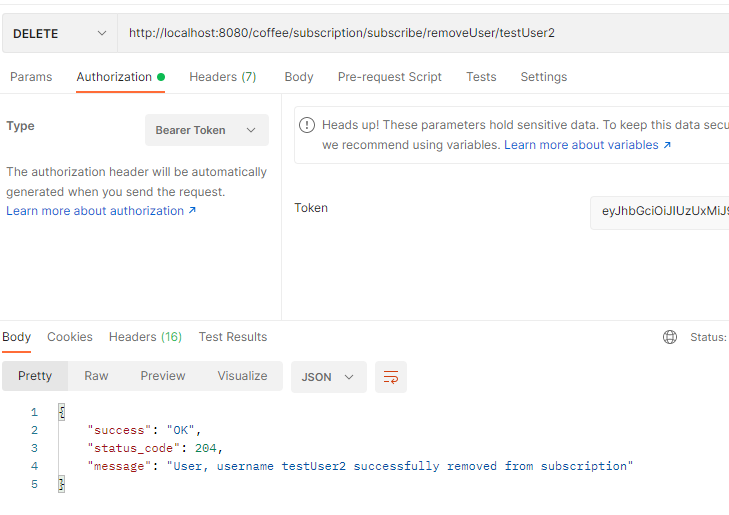 DELETE http://localhost:8080/coffee/subscription/subscribe/removeUser/testUser2
Params Authorization Headers (7) Body Pre-request Script Tests Settings
Type
Bearer Token
The authorization header will be automatically
generated when you send the request.
Learn more about authorization ↗
Heads up! These parameters hold sensitive data. To keep this data secu
we recommend using variables. Learn more about variables ↗
Token
eyJhbGciOiJIUzUxMiJ9
Body Cookies Headers (16) Test Results
Status:
Pretty Raw Preview Visualize JSON
1 {
2 "success": "OK",
3 "status_code": 204,
4 "message": "User, username testUser2 successfully removed from subscription"
5 }